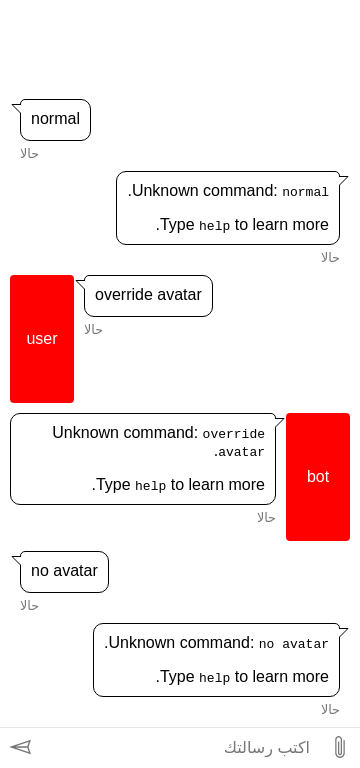 normal
حالا
.Unknown command: normal
.Type help to learn more
حالا
user
override avatar
حالا
Unknown command: override
.avatar
.Type help to learn more
حالا
bot
no avatar
حالا
.Unknown command: no avatar
.Type help to learn more
حالا
اکتب رسالتك